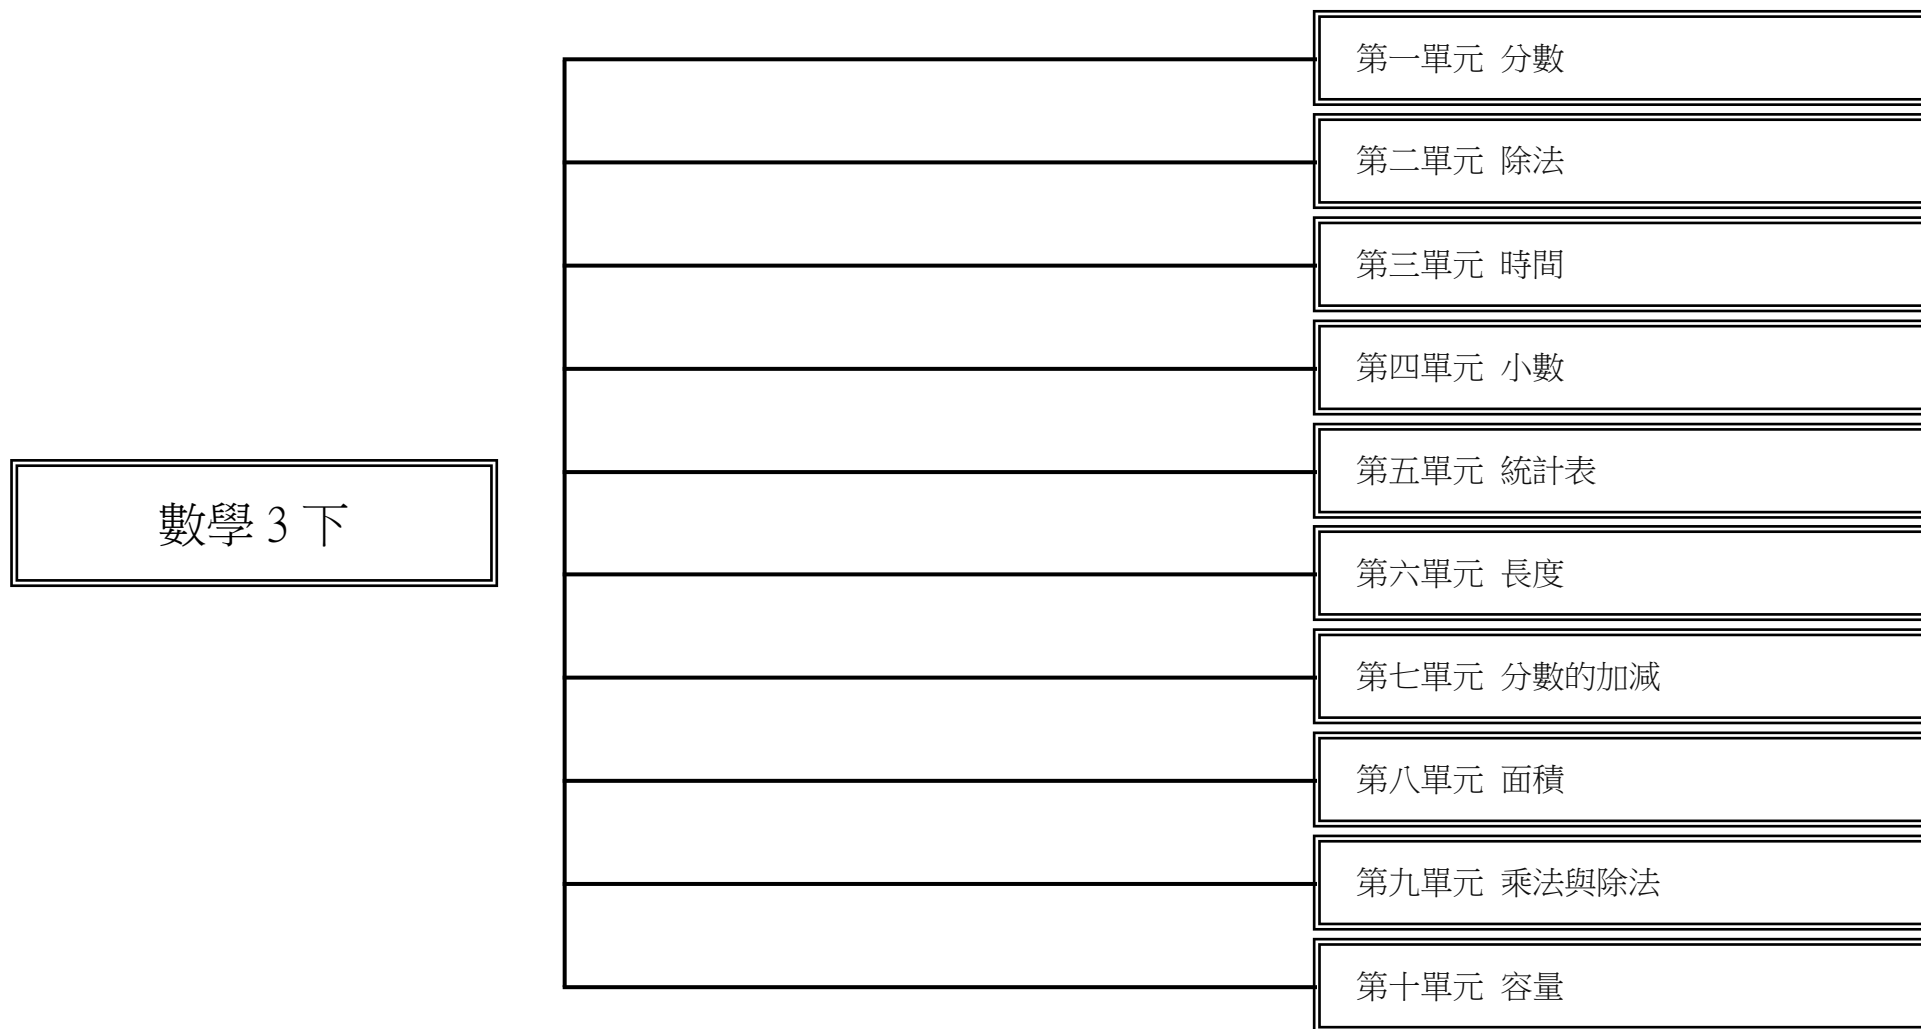 第一單元 分數
第二單元 除法
第三單元 時間
第四單元 小數
第五單元 統計表
數學 3 下
第六單元 長度
第七單元 分數的加減
第八單元 面積
第九單元 乘法與除法
第十單元 容量